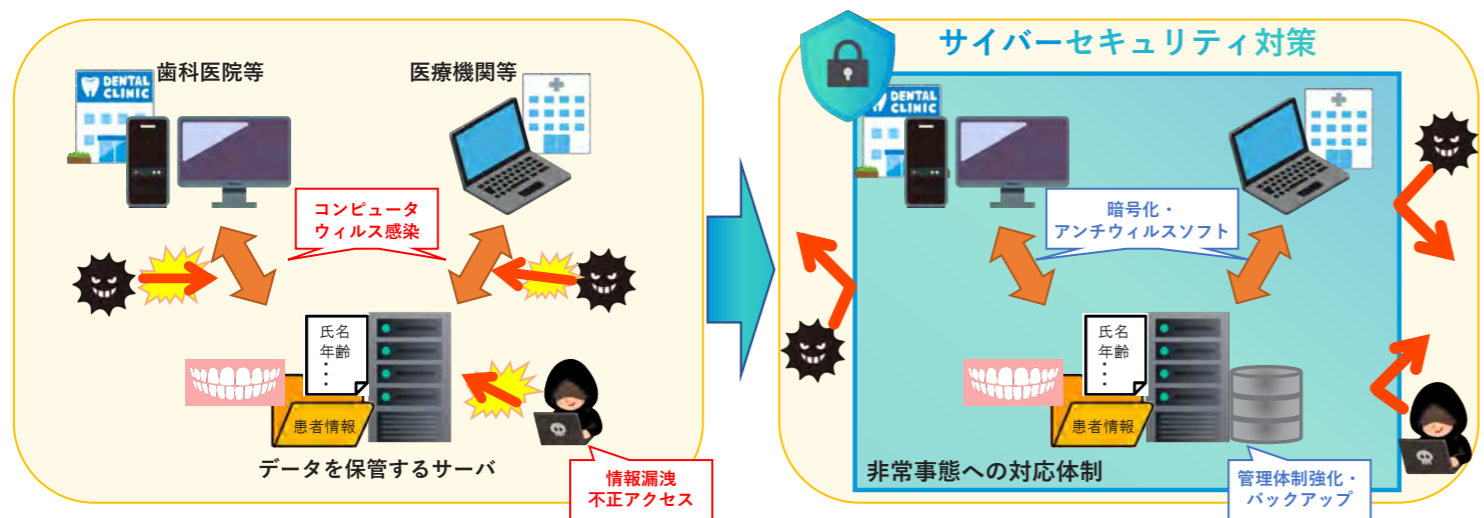 歯科医院等
医療機関等
DENTAL
CLINIC
コンピュータ
ウィルス感染
氏名
年齢
⋮
患者情報
データを保管するサーバ
情報漏洩
不正アクセス
サイバーセキュリティ対策
DENTAL
CLINIC
暗号化・
アンチウィルスソフト
氏名
年齢
⋮
患者情報
非常事態への対応体制
管理体制強化・
バックアップ